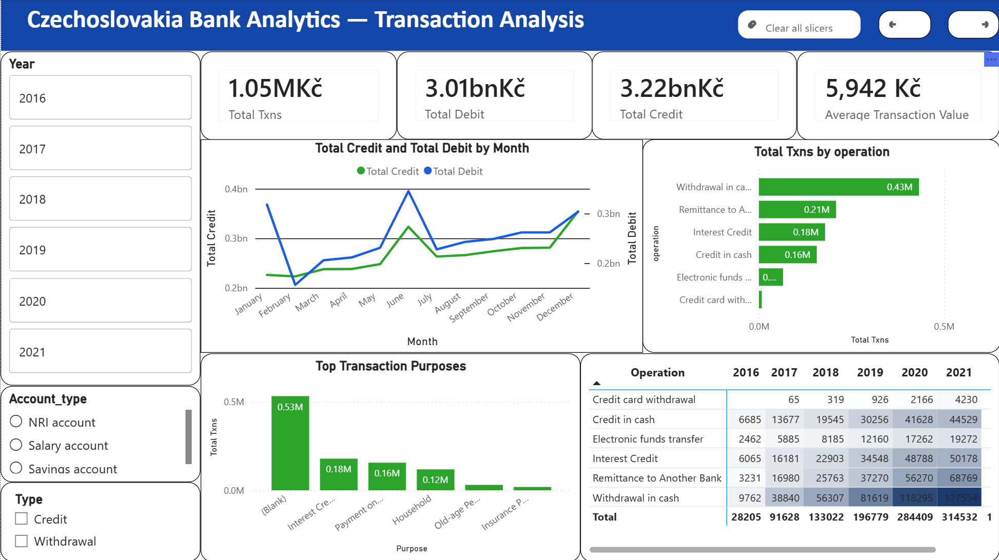 Czechoslovakia Bank Analytics — Transaction Analysis
Clear all slicers
Year
2016
2017
2018
2019
2020
2021
Account_type
NRI account
Salary account
Savings account
Type
Credit
Withdrawal
1.05MKč
Total Txns
3.01bnKč
Total Debit
3.22bnKč
Total Credit
5,942 Kč
Average Transaction Value
Total Credit and Total Debit by Month
Total Credit Total Debit
Total Credit
0.4bn
0.3bn
0.2bn
0.3bn
0.2bn
Total Debit
January February March April May June July August September October November December
Month
Total Txns by operation
operation
Withdrawal in ca... 0.43M
Remittance to A... 0.21M
Interest Credit 0.18M
Credit in cash 0.16M
Electronic funds ... 0....
Credit card with...
0.0M 0.5M
Total Txns
Top Transaction Purposes
Total Txns
0.5M
0.0M
0.53M 0.18M 0.16M 0.12M
(Blank) Interest Cre... Payment on... Household Old-age Pe... Insurance P...
Purpose
Operation 2016 2017 2018 2019 2020 2021
Credit card withdrawal 65 319 926 2166 4230
Credit in cash 6685 13677 19545 30256 41628 44529
Electronic funds transfer 2462 5885 8185 12160 17262 19272
Interest Credit 6065 16181 22903 34548 48788 50178
Remittance to Another Bank 3231 16980 25763 37270 56270 68769
Withdrawal in cash 9762 38840 56307 81619 118295 127554
Total 28205 91628 133022 196779 284409 314532 1